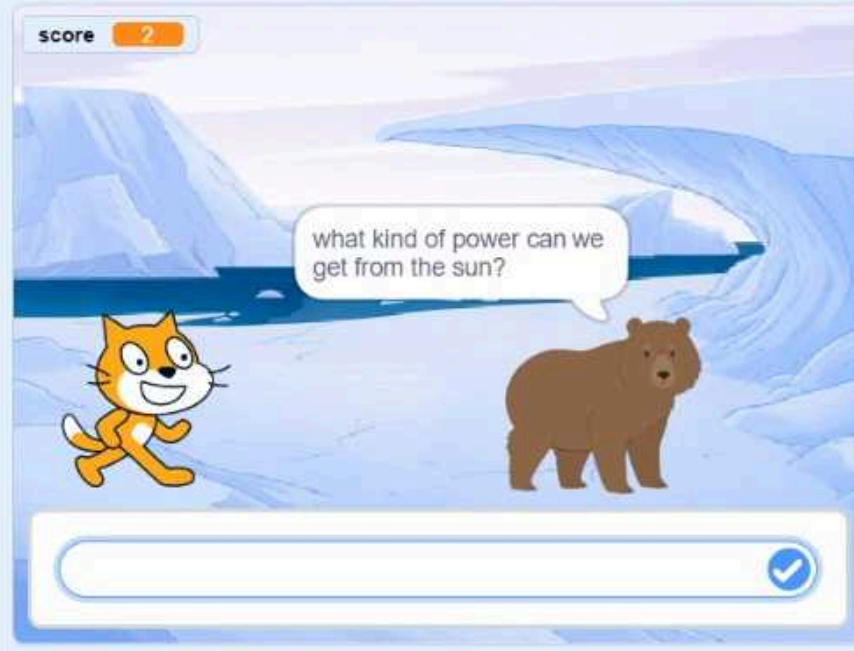 score 2
what kind of power can we
get from the sun?